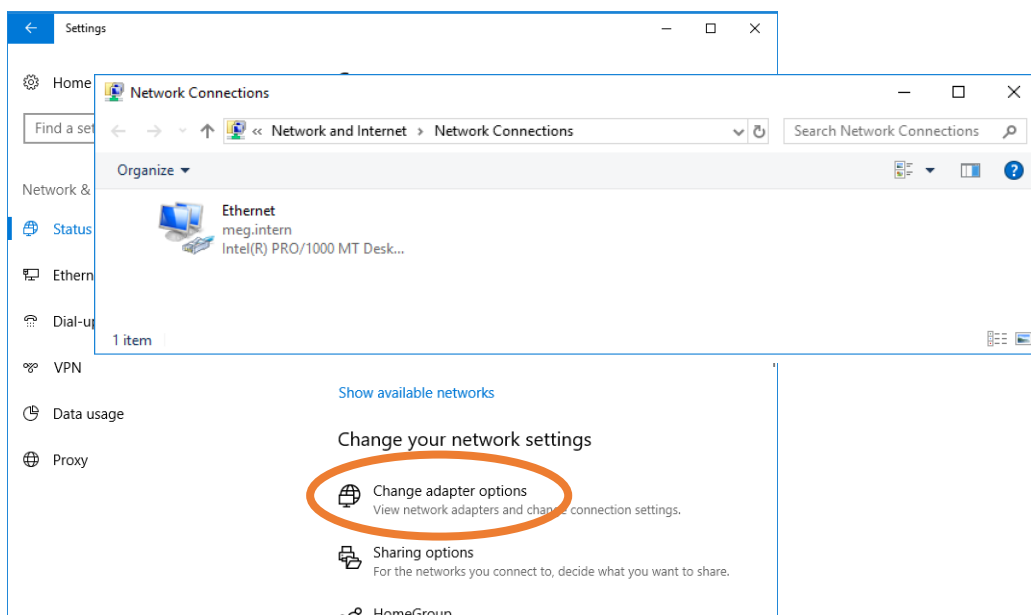 Settings
Home
Find a set
Network &
Status
Ethern
Dial-up
VPN
Data usage
Proxy
Network Connections
« Network and Internet › Network Connections
Search Network Connections
Organize
Ethernet
meg.intern
Intel(R) PRO/1000 MT Desk...
1 item
Show available networks
Change your network settings
Change adapter options
View network adapters and change connection settings.
Sharing options
For the networks you connect to, decide what you want to share.
HomeGroup